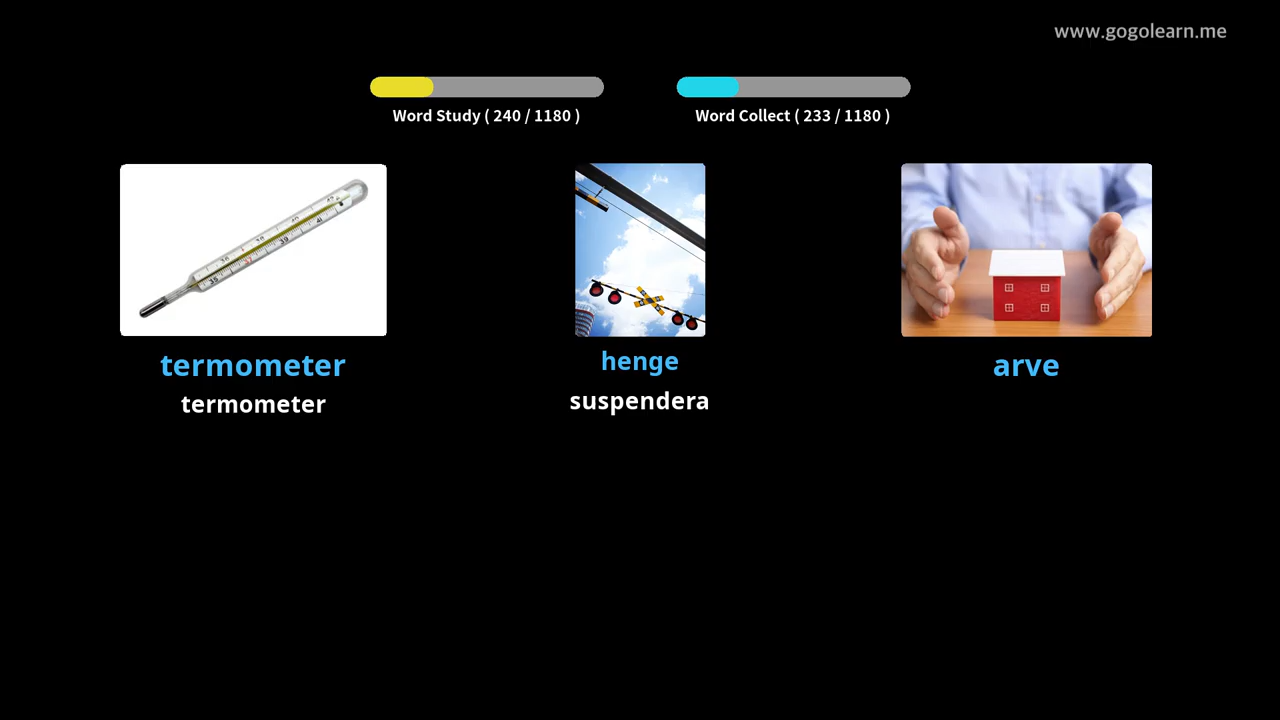 www.gogolearn.me
Word Study ( 240 / 1180 )
Word Collect ( 233 / 1180 )
termometer
termometer
henge
suspendera
arve